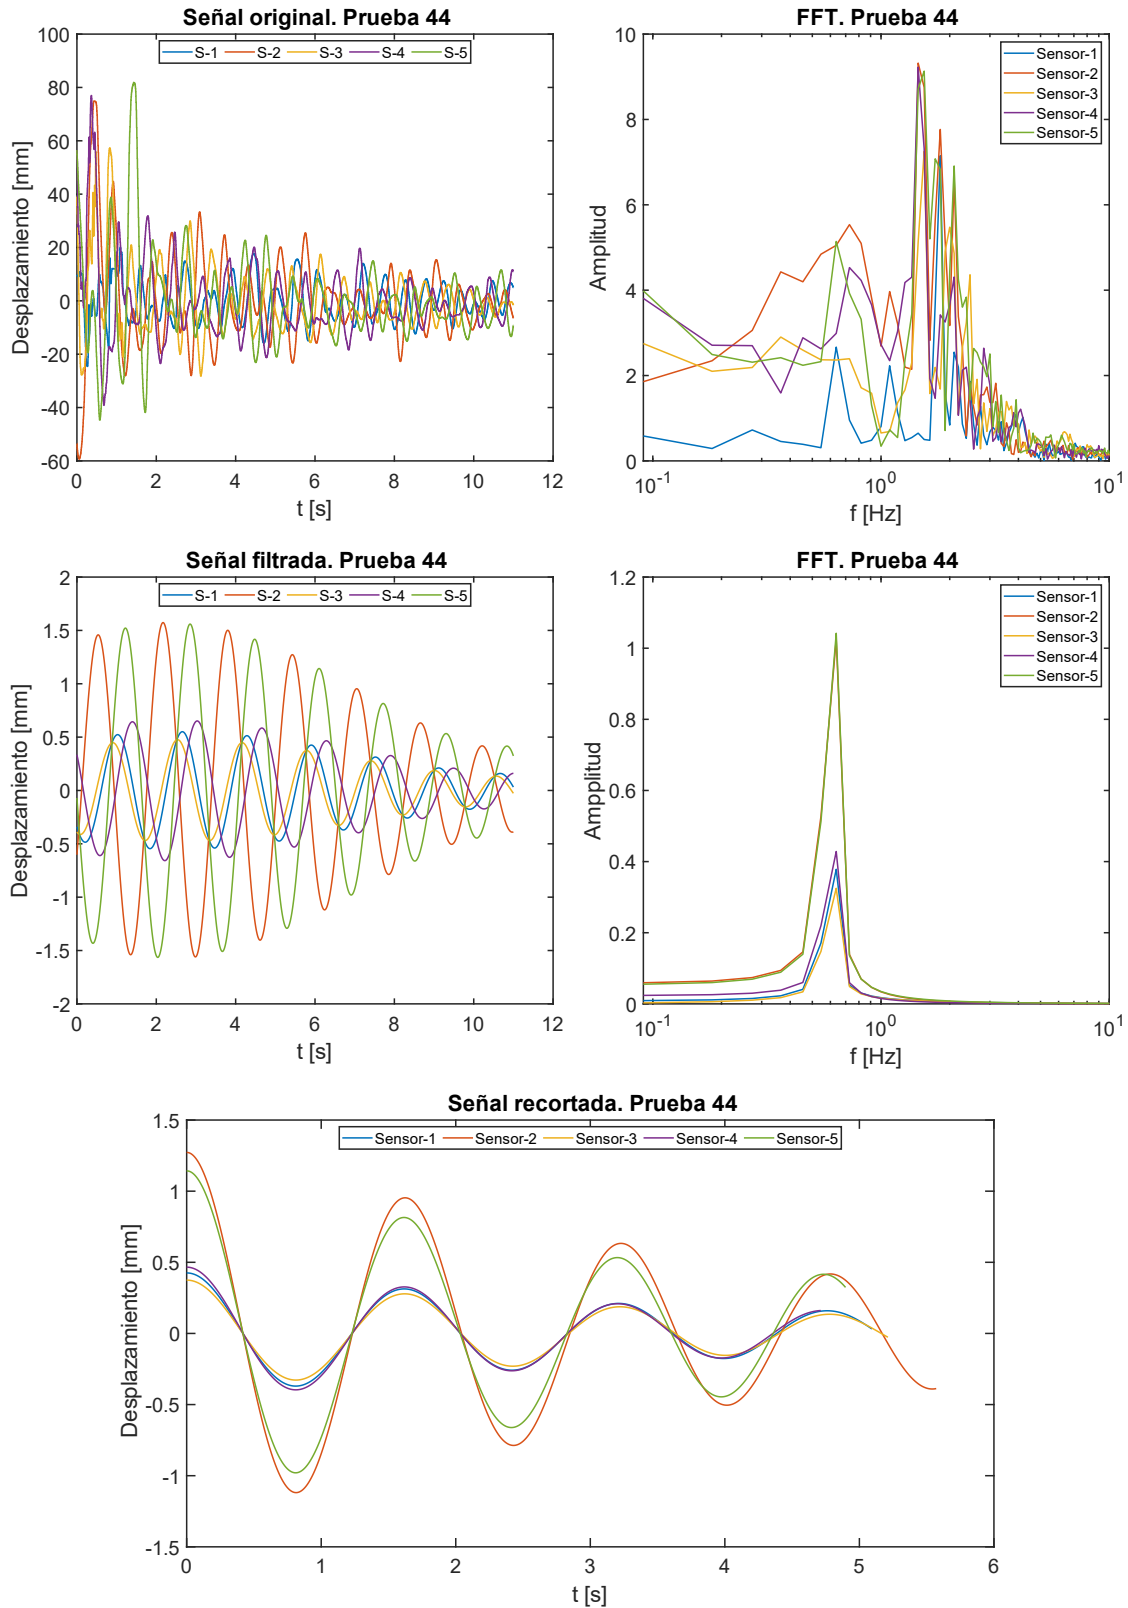 Señal original. Prueba 44
S-1 S-2 S-3 S-4 S-5
100
80
60
40
20
0
-20
-40
-60
0 2 4 6 8 10 12
Desplazamiento [mm]
t [s]
FFT. Prueba 44
Sensor-1
Sensor-2
Sensor-3
Sensor-4
Sensor-5
10
8
6
4
2
0
10^-1 10^0 10^1
Amplitud
f [Hz]
Señal filtrada. Prueba 44
S-1 S-2 S-3 S-4 S-5
2
1.5
1
0.5
0
-0.5
-1
-1.5
-2
0 2 4 6 8 10 12
Desplazamiento [mm]
t [s]
FFT. Prueba 44
Sensor-1
Sensor-2
Sensor-3
Sensor-4
Sensor-5
1.2
1
0.8
0.6
0.4
0.2
0
10^-1 10^0 10^1
Ampplitud
f [Hz]
Señal recortada. Prueba 44
Sensor-1 Sensor-2 Sensor-3 Sensor-4 Sensor-5
1.5
1
0.5
0
-0.5
-1
-1.5
0 1 2 3 4 5 6
Desplazamiento [mm]
t [s]